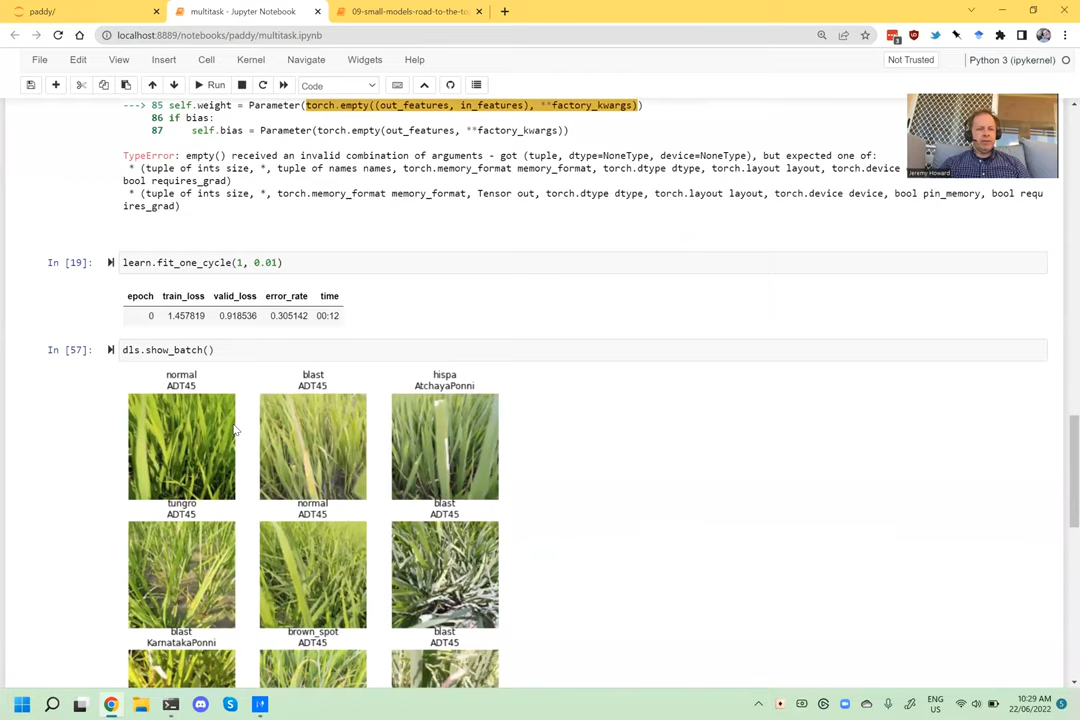 paddy/
multitask - Jupyter Notebook
09-small-models-road-to-the-to
localhost:8889/notebooks/paddy/multitask.ipynb
File Edit View Insert Cell Kernel Navigate Widgets Help
Not Trusted
Python 3 (ipykernel)
Run
Code
---> 85 self.weight = Parameter(torch.empty((out_features, in_features), **factory_kwargs))
86 if bias:
87 self.bias = Parameter(torch.empty(out_features, **factory_kwargs))
TypeError: empty() received an invalid combination of arguments - got (tuple, dtype=NoneType, device=NoneType), but expected one of:
* (tuple of ints size, *, tuple of names names, torch.memory_format memory_format, torch.dtype dtype, torch.layout layout, torch.device
bool requires_grad)
* (tuple of ints size, *, torch.memory_format memory_format, Tensor out, torch.dtype dtype, torch.layout layout, torch.device device, bool pin_memory, bool requ
ires_grad)
Jeremy Howard
In [19]: learn.fit_one_cycle(1, 0.01)
epoch train_loss valid_loss error_rate time
0 1.457819 0.918536 0.305142 00:12
In [57]: dls.show_batch()
normal blast hispa
ADT45 ADT45 AtchayaPonni
tungro normal blast
ADT45 ADT45 ADT45
blast brown_spot blast
KarnatakaPonni ADT45 ADT45
ENG
US
10:29 AM
22/06/2022
5